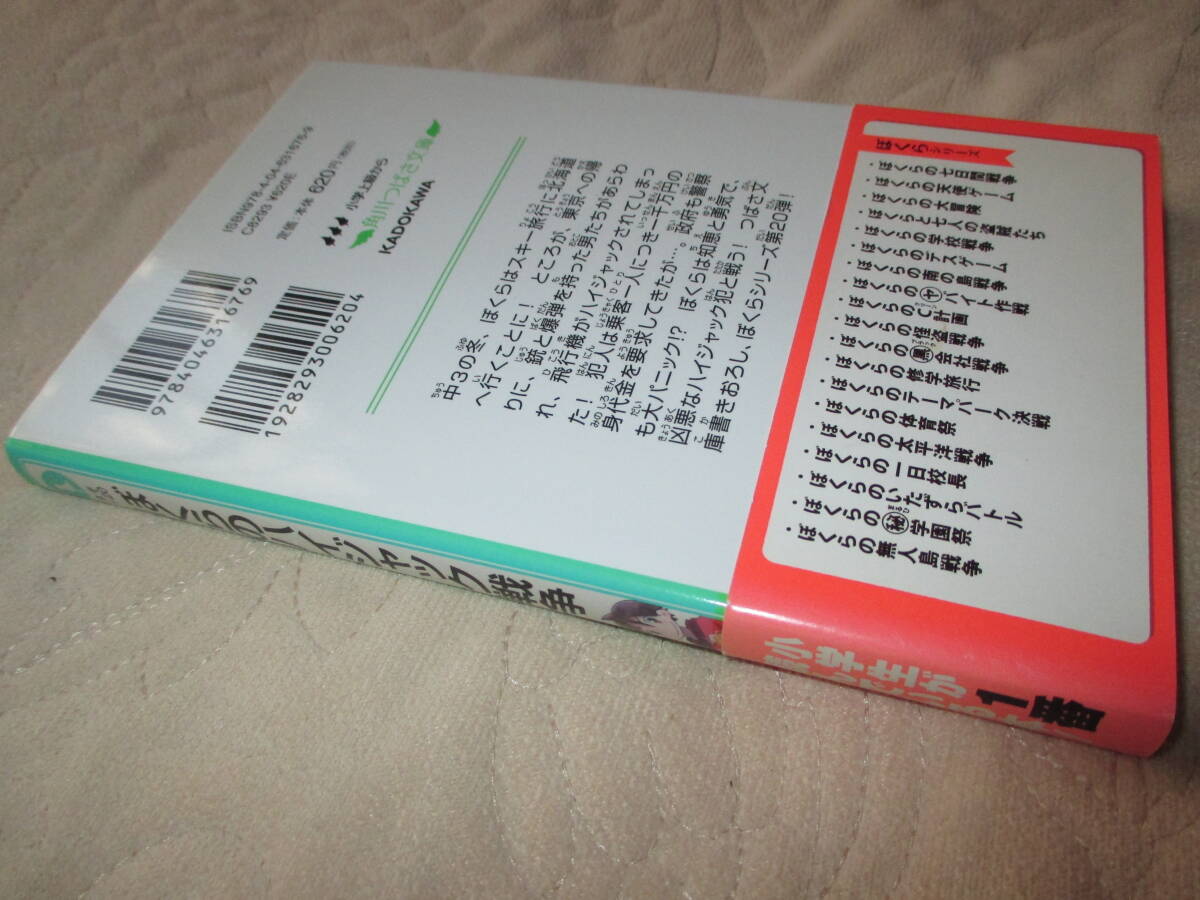 ISBN978-4-04-631676-9
C8293 ¥620E
定価:本体 620円(税別)
小学上級から
角川つばさ文庫
KADOKAWA
9784046316769
1928293006204
中3の冬、ぼくらはスキー旅行に北海道
へ行くことに! ところが、東京への帰
りに、銃と爆弾を持った男たちがあらわ
れ、飛行機がハイジャックされてしまっ
た! 犯人は乗客一人につき一千万円の
身代金を要求してきたが…。政府も警察
も大パニック!? ぼくらは知恵と勇気で、
凶悪なハイジャック犯と戦う! つばさ文
庫書きおろし、ぼくらシリーズ第20弾!
ぼくらシリーズ
・ぼくらの七日間戦争
・ぼくらの天使ゲーム
・ぼくらの大冒険
・ぼくらと七人の盗賊たち
・ぼくらの学校戦争
・ぼくらのデスゲーム
・ぼくらの南の島戦争
・ぼくらのヤバイト作戦
・ぼくらのC計画
・ぼくらの怪盗戦争
・ぼくらの黒会社戦争
・ぼくらの修学旅行
・ぼくらのテーマパーク決戦
・ぼくらの体育祭
・ぼくらの太平洋戦争
・ぼくらの一日校長
・ぼくらのいたずらバトル
・ぼくらの㊙学園祭
・ぼくらの無人島戦争
ぼくらのハイジャック戦争
小学生が
1番